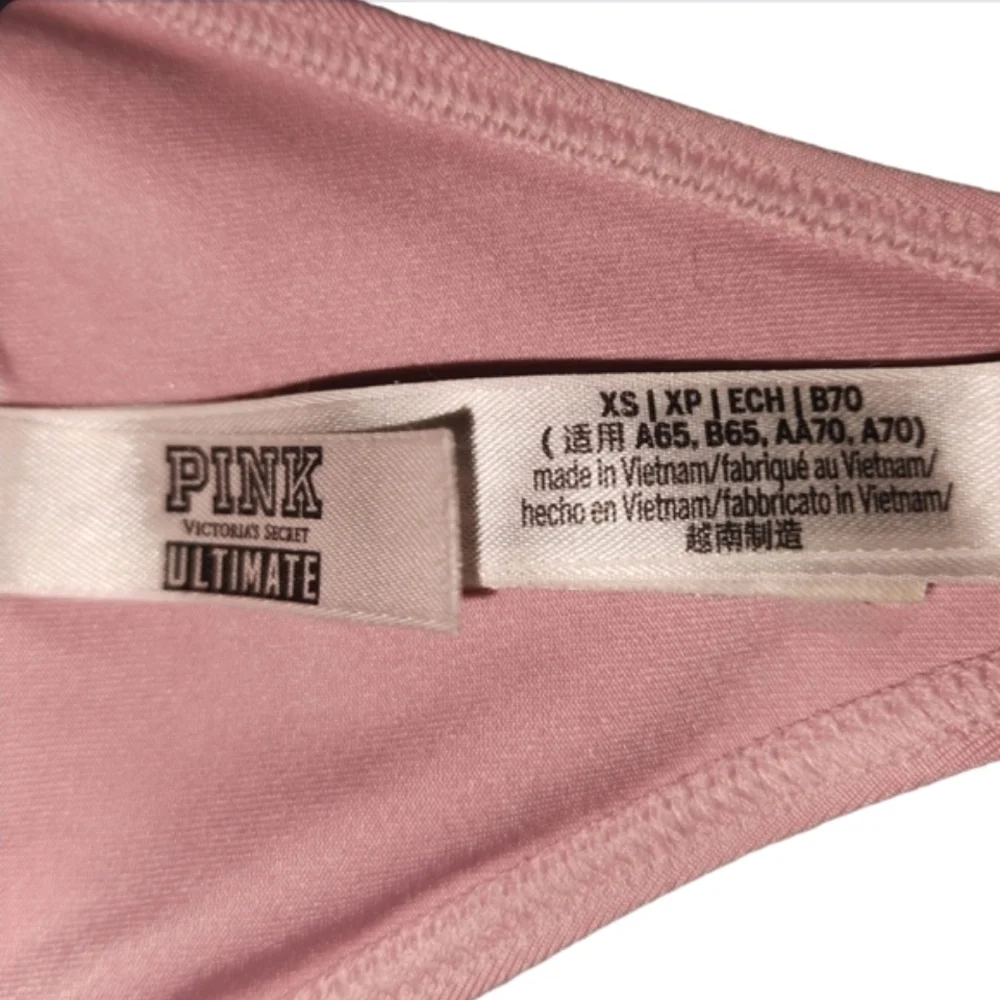 PINK
VICTORIA'S SECRET
ULTIMATE
XS | XP | ECH | B70
( 适用 A65, B65, AA70, A70)
made in Vietnam/fabriqué au Vietnam/
hecho en Vietnam/fabbricato in Vietnam/
越南制造